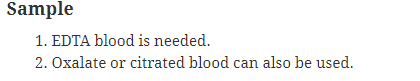 Sample
1. EDTA blood is needed.
2. Oxalate or citrated blood can also be used.